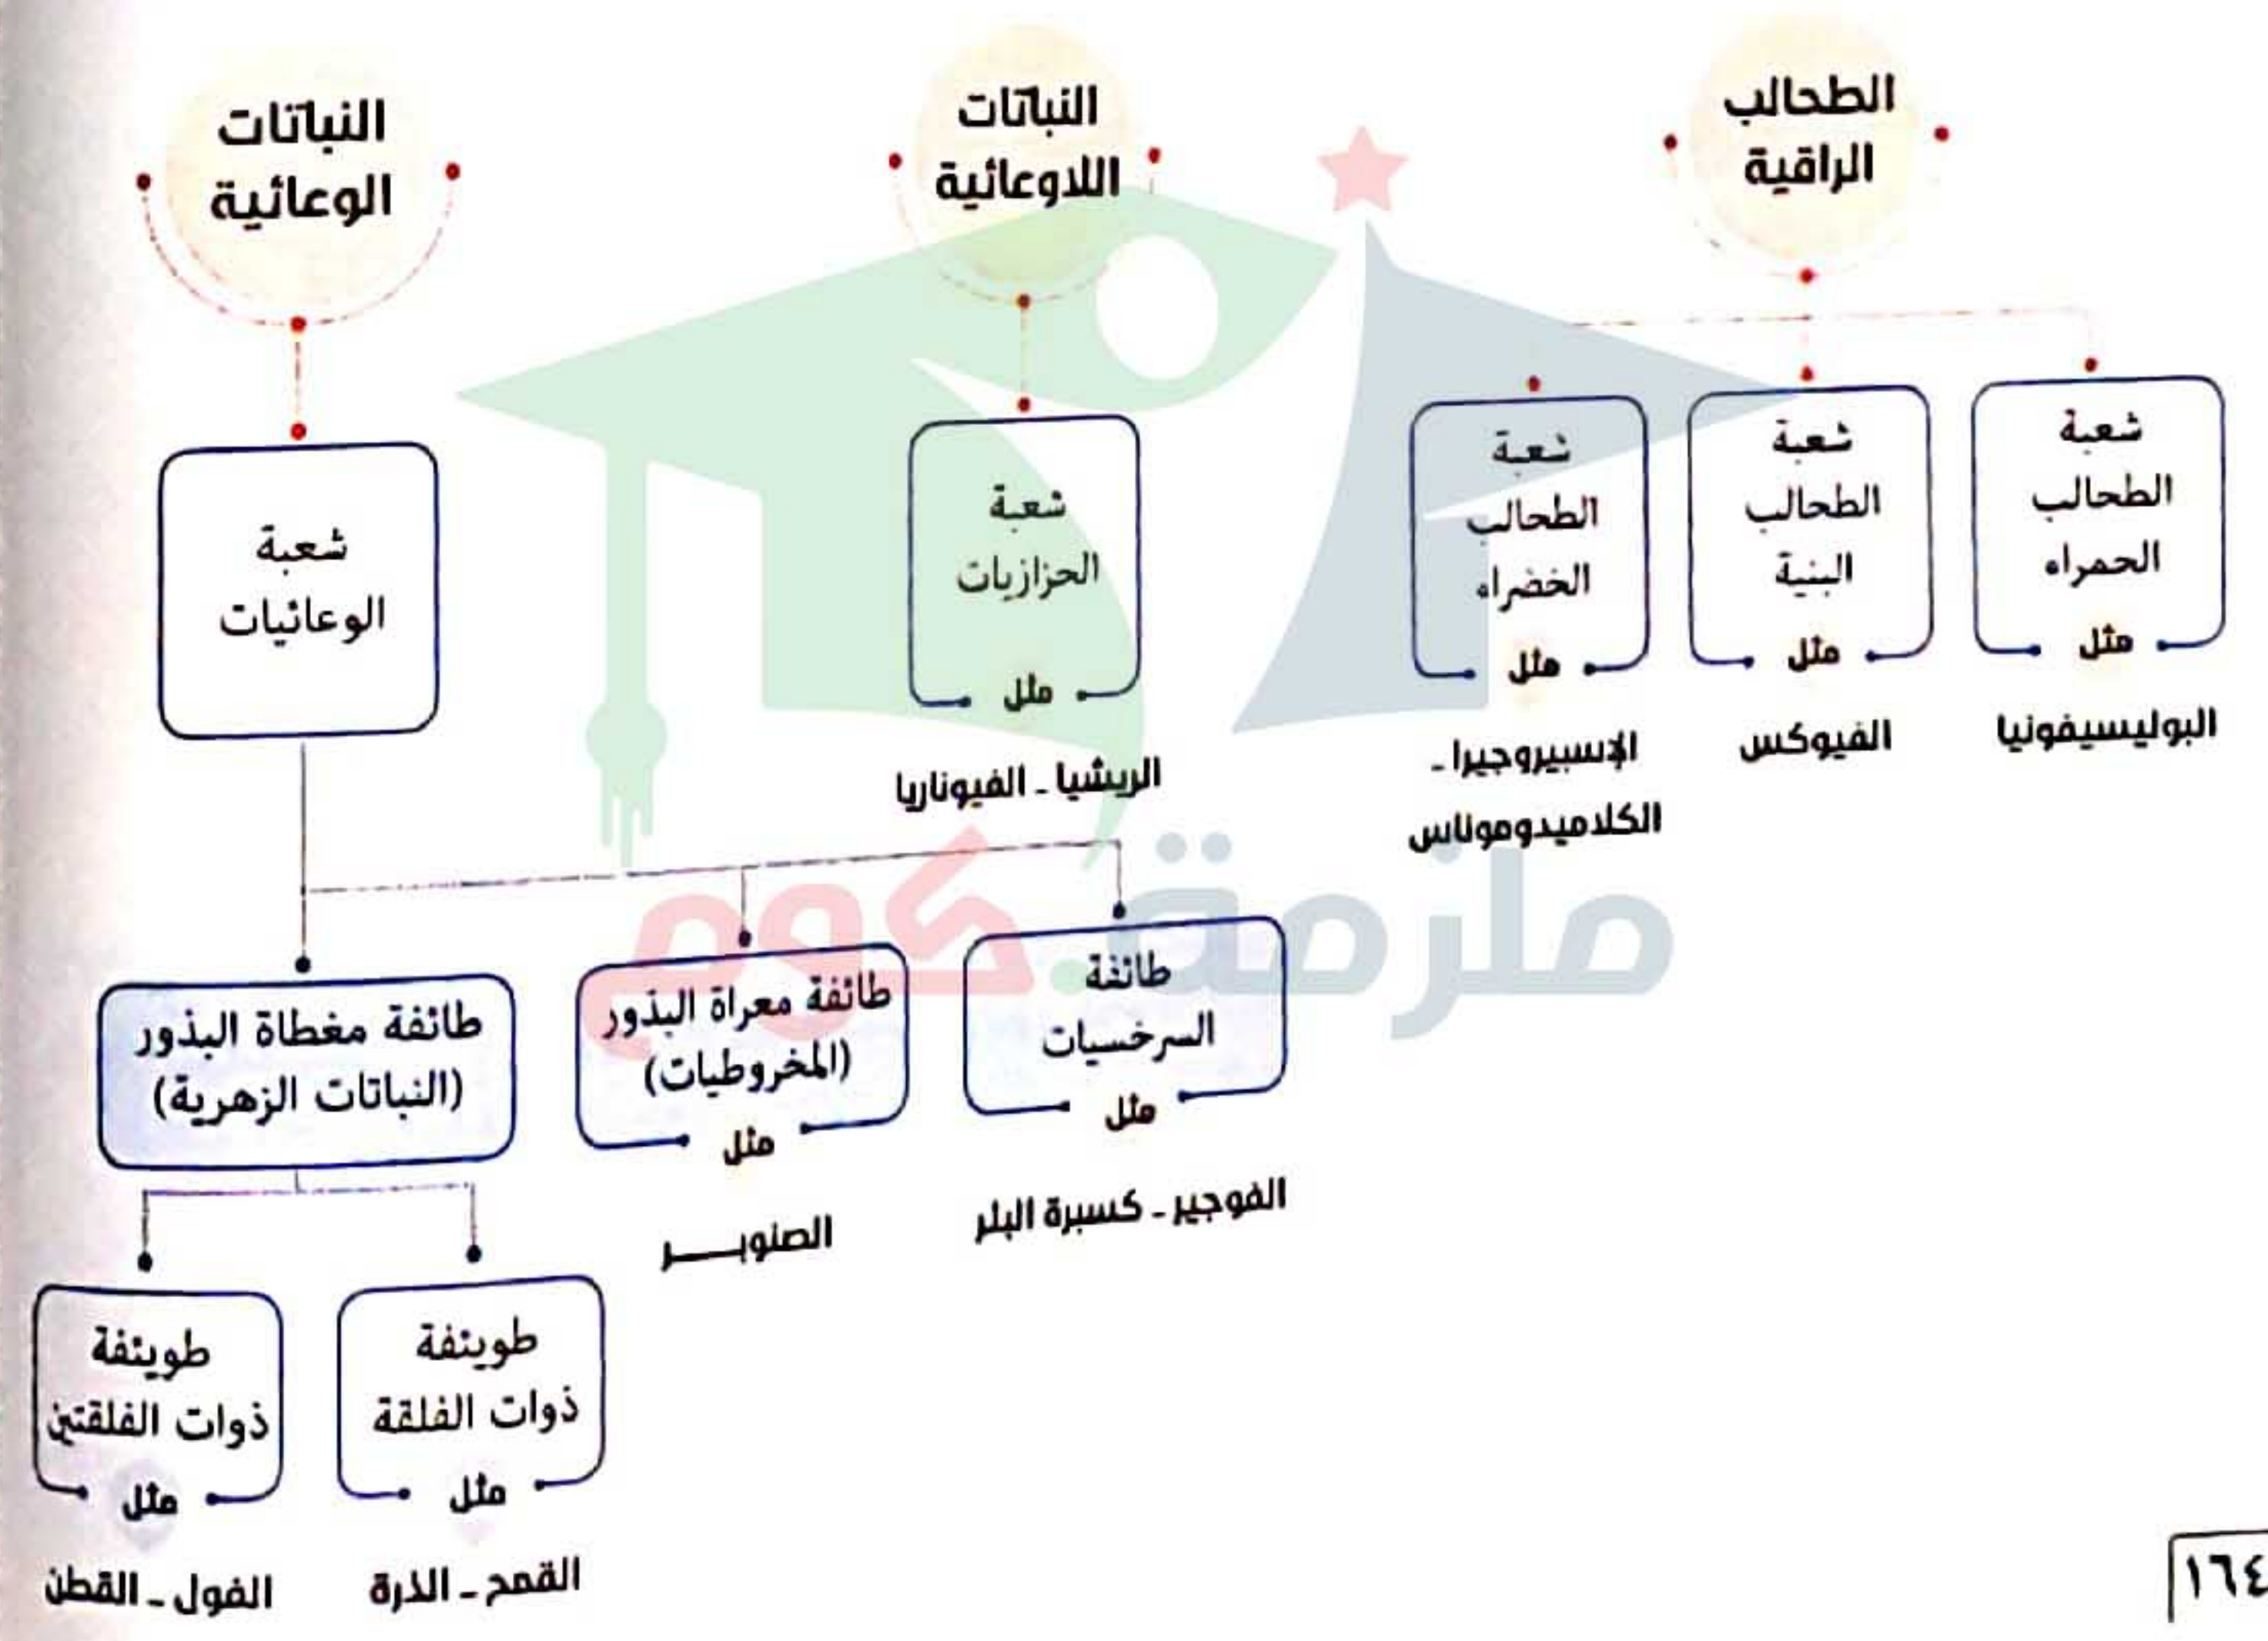 الطحالب
الراقية
شعبة
الطحالب
الحمراء
مثل
البوليسيفونيا
شعبة
الطحالب
البنية
مثل
الفيوكس
شعبة
الطحالب
الخضراء
مثل
الإسبيروجيرا -
الكلاميدوموناس
النباتات
اللاوعائية
شعبة
الحزازيات
مثل
الريشيا - الفيوناريا
النباتات
الوعائية
شعبة
الوعائيات
طائفة
السرخسيات
مثل
الفوجير - كسبرة البئر
طائفة معراة البذور
(المخروطيات)
مثل
الصنوبـــــر
طائفة مغطاة البذور
(النباتات الزهرية)
طويئفة
ذوات الفلقة
مثل
القمح - الذرة
طويئفة
ذوات الفلقتين
مثل
الفول - القطن
ملزمة.كوم
١٦٤